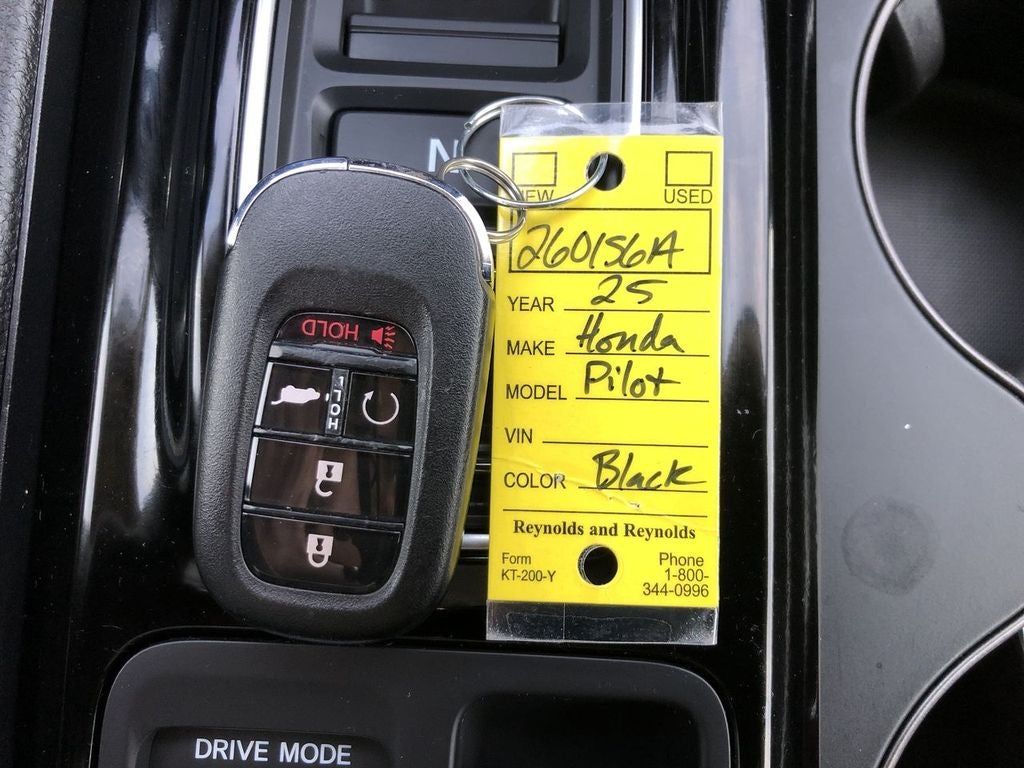 N
NEW USED
260156A
YEAR 25
MAKE Honda
MODEL Pilot
VIN
COLOR Black
Reynolds and Reynolds
Form Phone
KT-200-Y 1-800-
344-0996
HOLD
HOLD
DRIVE MODE